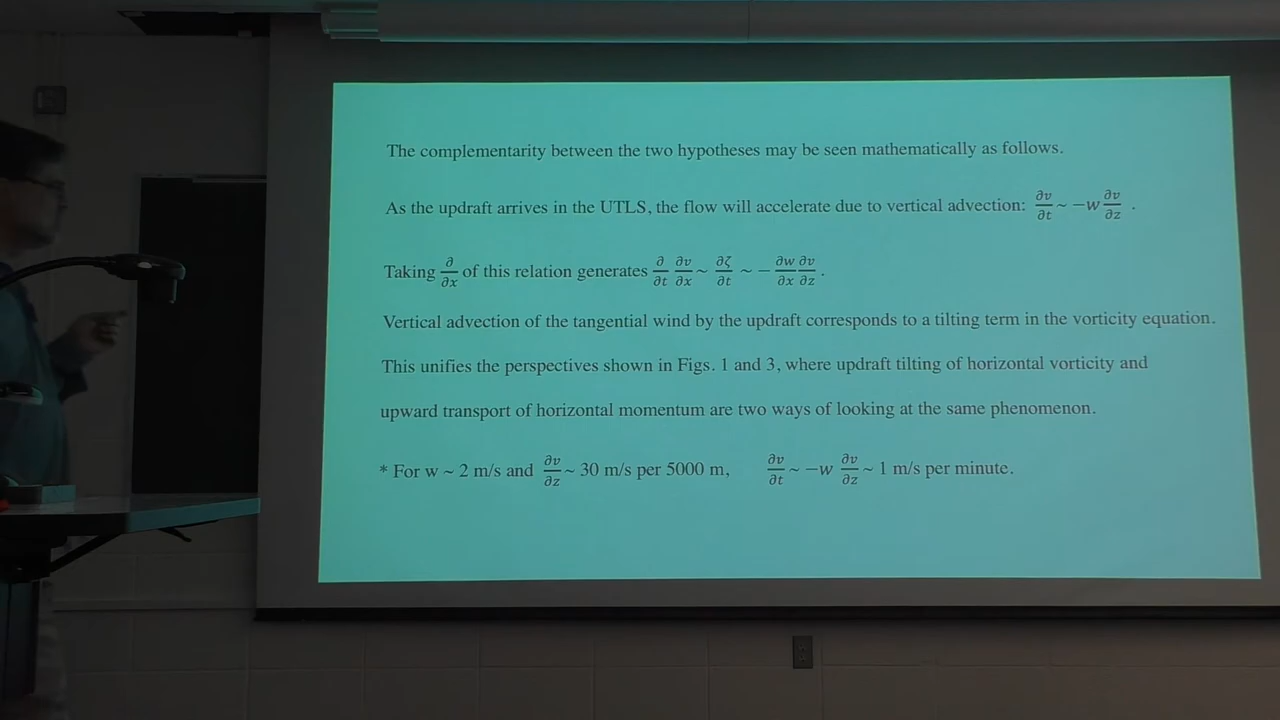 The complementarity between the two hypotheses may be seen mathematically as follows.
As the updraft arrives in the UTLS, the flow will accelerate due to vertical advection: ∂v/∂t ~ −w ∂v/∂z .
Taking ∂/∂x of this relation generates ∂/∂t ∂v/∂x ~ ∂ζ/∂t ~ − ∂w/∂x ∂v/∂z .
Vertical advection of the tangential wind by the updraft corresponds to a tilting term in the vorticity equation.
This unifies the perspectives shown in Figs. 1 and 3, where updraft tilting of horizontal vorticity and
upward transport of horizontal momentum are two ways of looking at the same phenomenon.
* For w ~ 2 m/s and ∂v/∂z ~ 30 m/s per 5000 m, ∂v/∂t ~ −w ∂v/∂z ~ 1 m/s per minute.